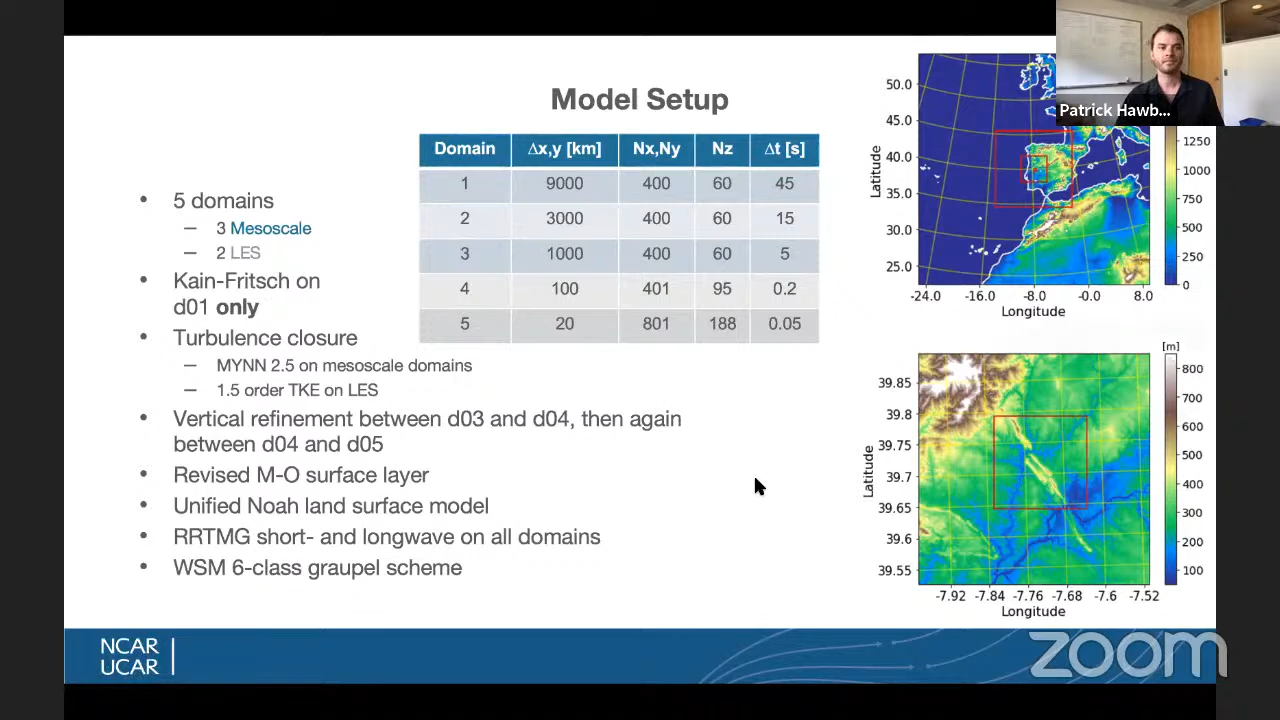 Model Setup
Domain Δx,y [km] Nx,Ny Nz Δt [s]
1 9000 400 60 45
2 3000 400 60 15
3 1000 400 60 5
4 100 401 95 0.2
5 20 801 188 0.05
• 5 domains
– 3 Mesoscale
– 2 LES
• Kain-Fritsch on
d01 only
• Turbulence closure
– MYNN 2.5 on mesoscale domains
– 1.5 order TKE on LES
• Vertical refinement between d03 and d04, then again
between d04 and d05
• Revised M-O surface layer
• Unified Noah land surface model
• RRTMG short- and longwave on all domains
• WSM 6-class graupel scheme
Patrick Hawb...
Latitude
50.0
45.0
40.0
35.0
30.0
25.0
-24.0 -16.0 -8.0 -0.0 8.0
Longitude
1250
1000
750
500
250
0
Latitude
39.85
39.8
39.75
39.7
39.65
39.6
39.55
-7.92 -7.84 -7.76 -7.68 -7.6 -7.52
Longitude
[m]
800
700
600
500
400
300
200
100
NCAR
UCAR
zoom